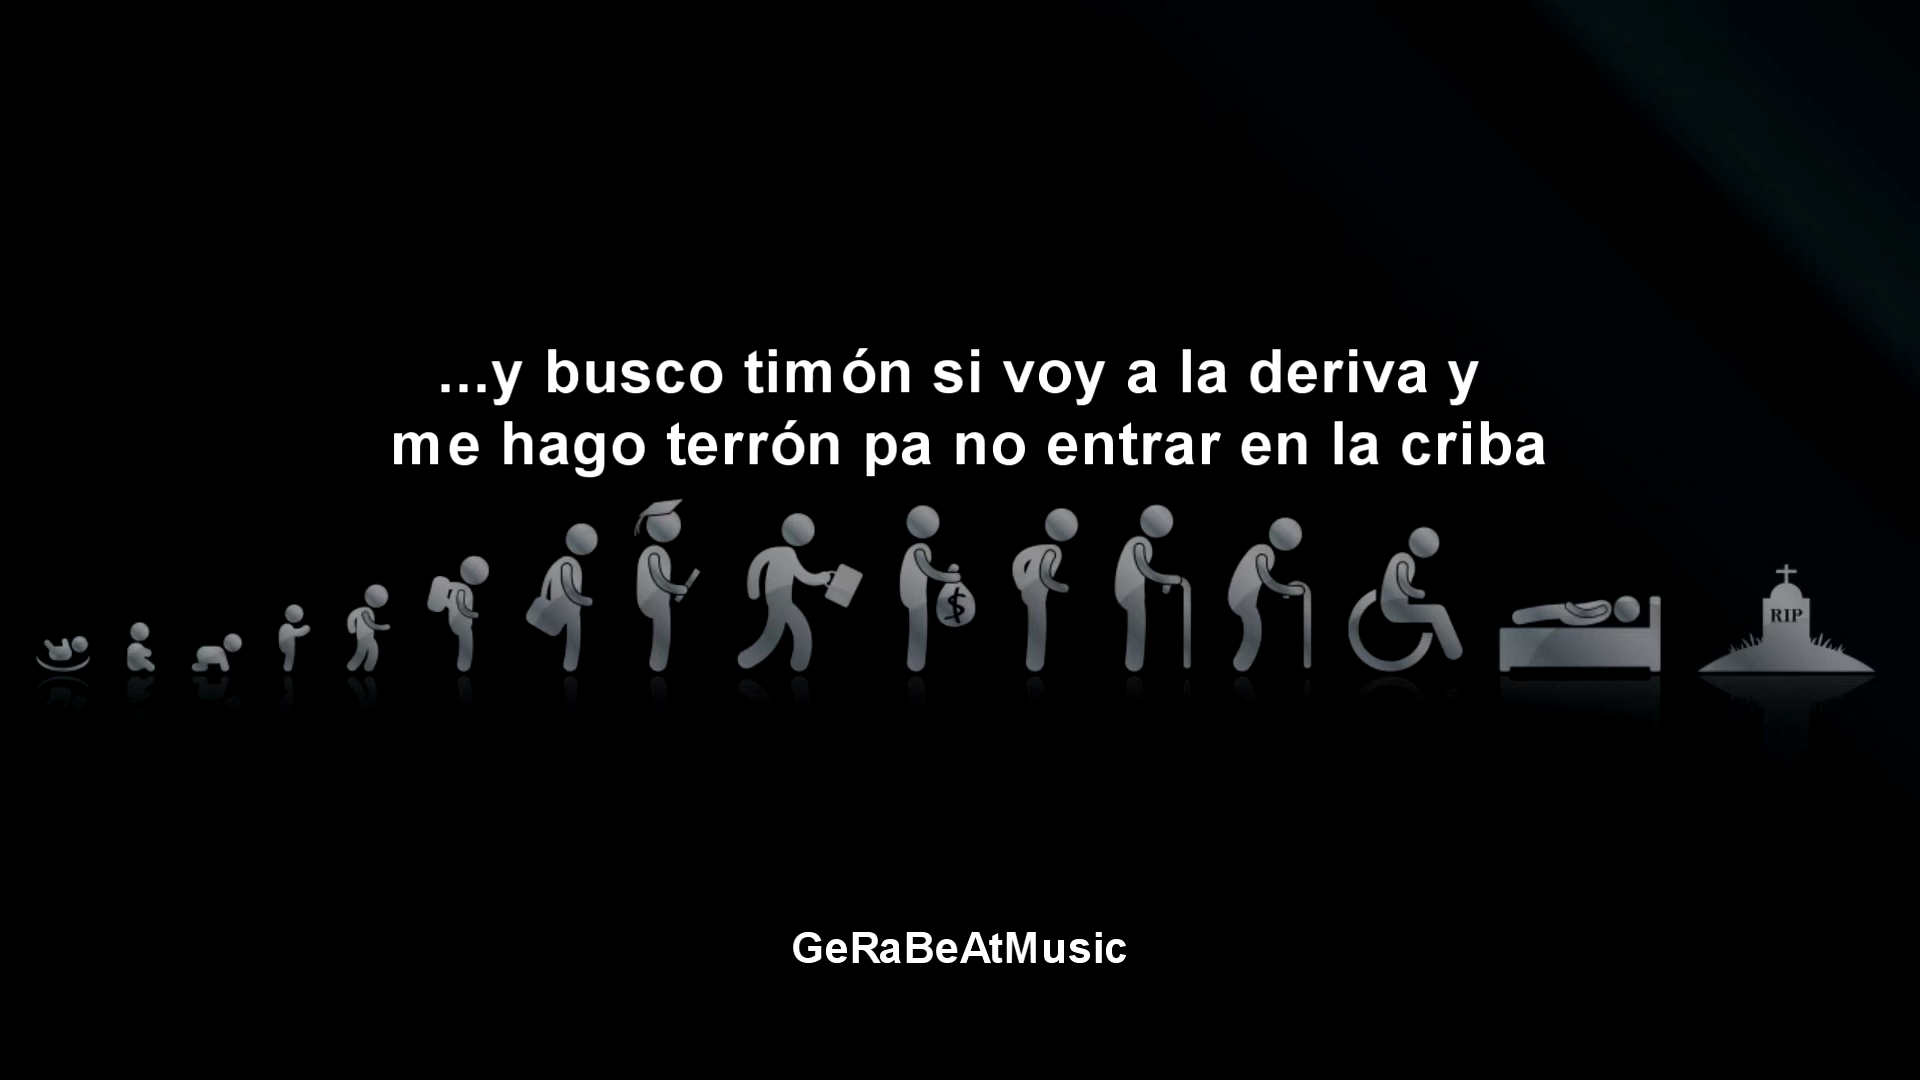 ...y busco timón si voy a la deriva y
me hago terrón pa no entrar en la criba
$
RIP
GeRaBeAtMusic